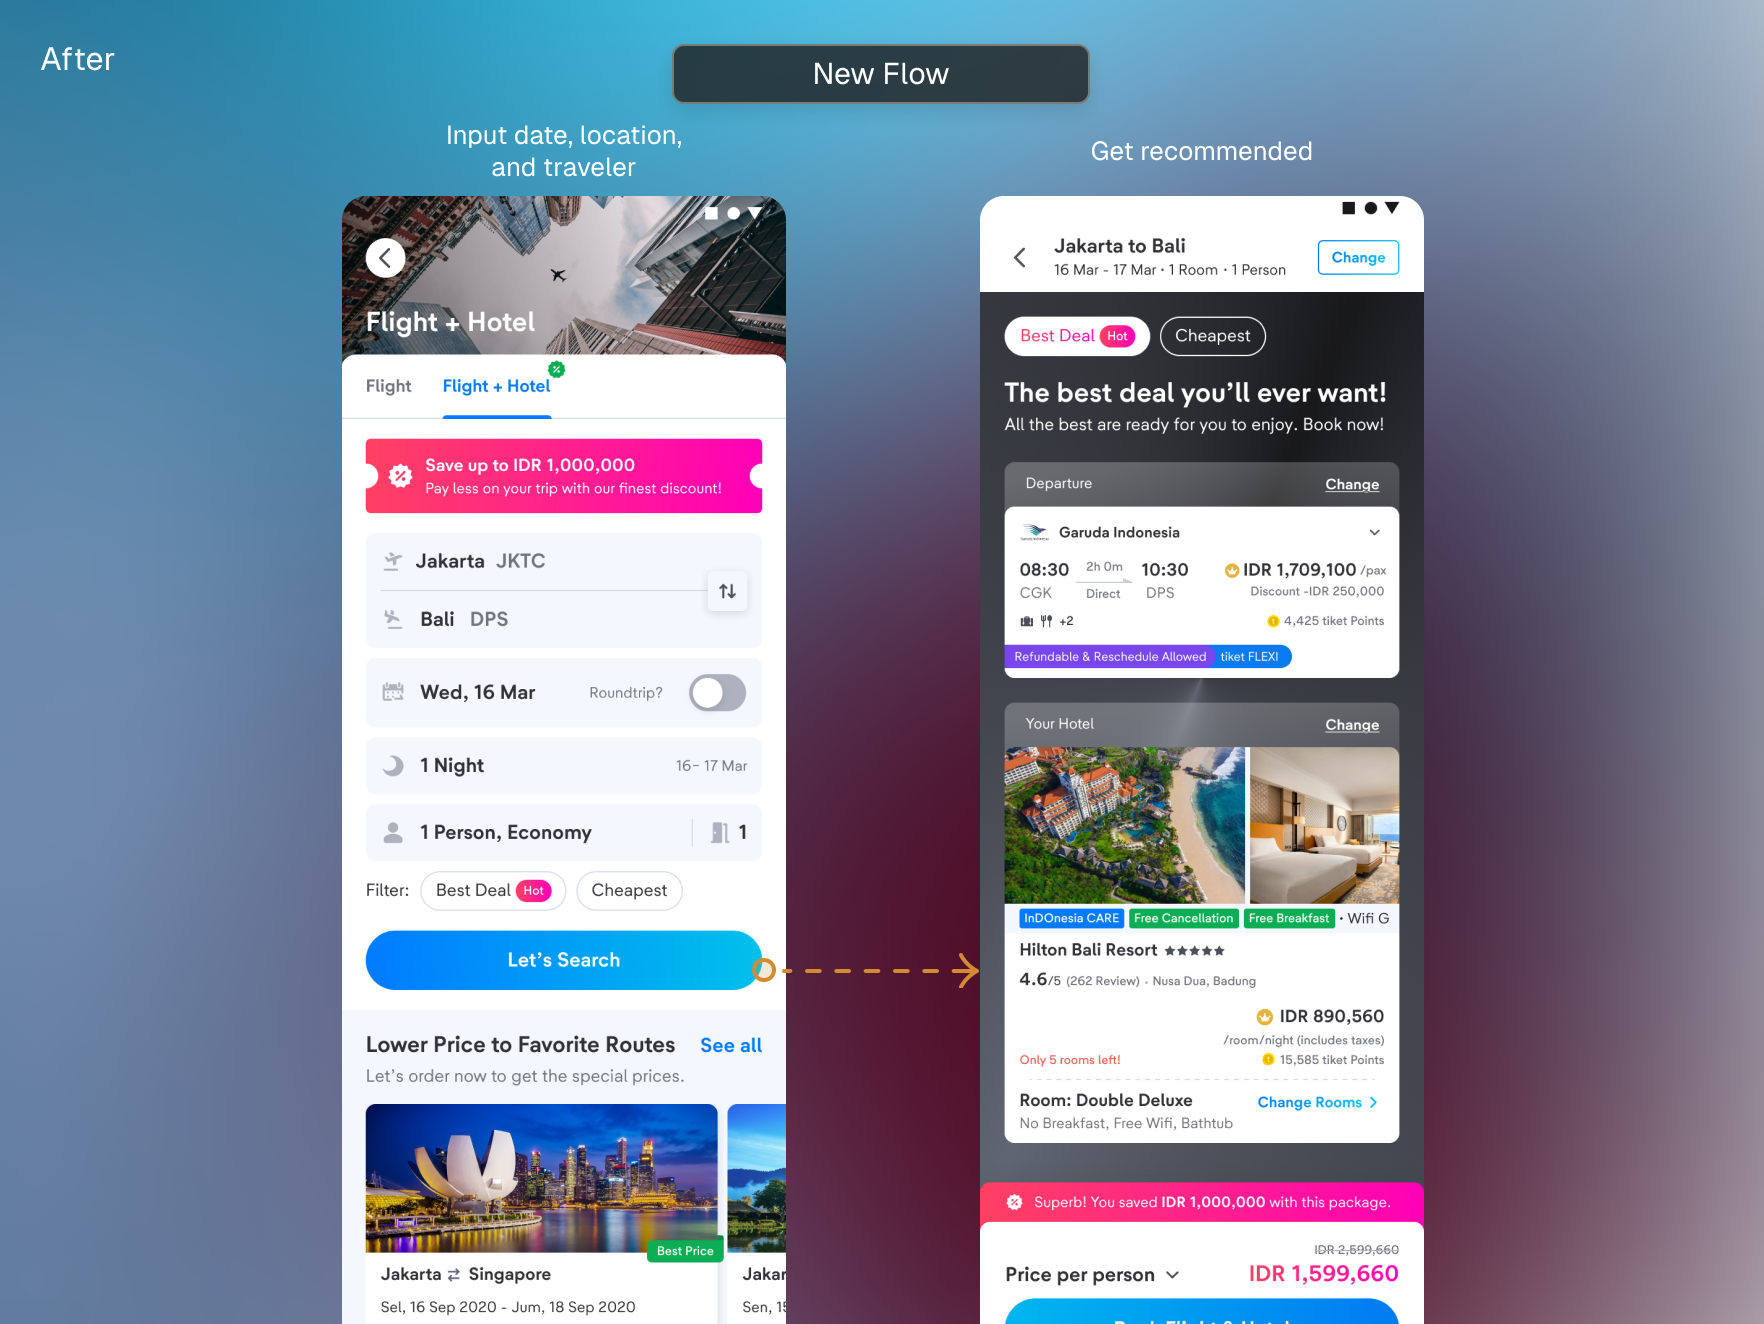 After
New Flow
Input date, location,
and traveler
Flight + Hotel
Flight
Flight + Hotel
Save up to IDR 1,000,000
Pay less on your trip with our finest discount!
Jakarta JKTC
Bali DPS
Wed, 16 Mar Roundtrip?
1 Night 16– 17 Mar
1 Person, Economy 1
Filter: Best Deal Hot Cheapest
Let’s Search
Lower Price to Favorite Routes See all
Let’s order now to get the special prices.
Best Price
Jakarta ⇄ Singapore
Sel, 16 Sep 2020 - Jum, 18 Sep 2020
Get recommended
Jakarta to Bali
16 Mar - 17 Mar • 1 Room • 1 Person
Change
Best Deal Hot Cheapest
The best deal you’ll ever want!
All the best are ready for you to enjoy. Book now!
Departure Change
Garuda Indonesia
08:30 2h 0m 10:30 IDR 1,709,100 /pax
CGK Direct DPS Discount -IDR 250,000
+2 4,425 tiket Points
Refundable & Reschedule Allowed tiket FLEXI
Your Hotel Change
InDOnesia CARE Free Cancellation Free Breakfast • Wifi G
Hilton Bali Resort ★★★★★
4.6/5 (262 Review) • Nusa Dua, Badung
IDR 890,560
/room/night (includes taxes)
Only 5 rooms left! 15,585 tiket Points
Room: Double Deluxe Change Rooms
No Breakfast, Free Wifi, Bathtub
Superb! You saved IDR 1,000,000 with this package.
IDR 2,599,660
Price per person IDR 1,599,660